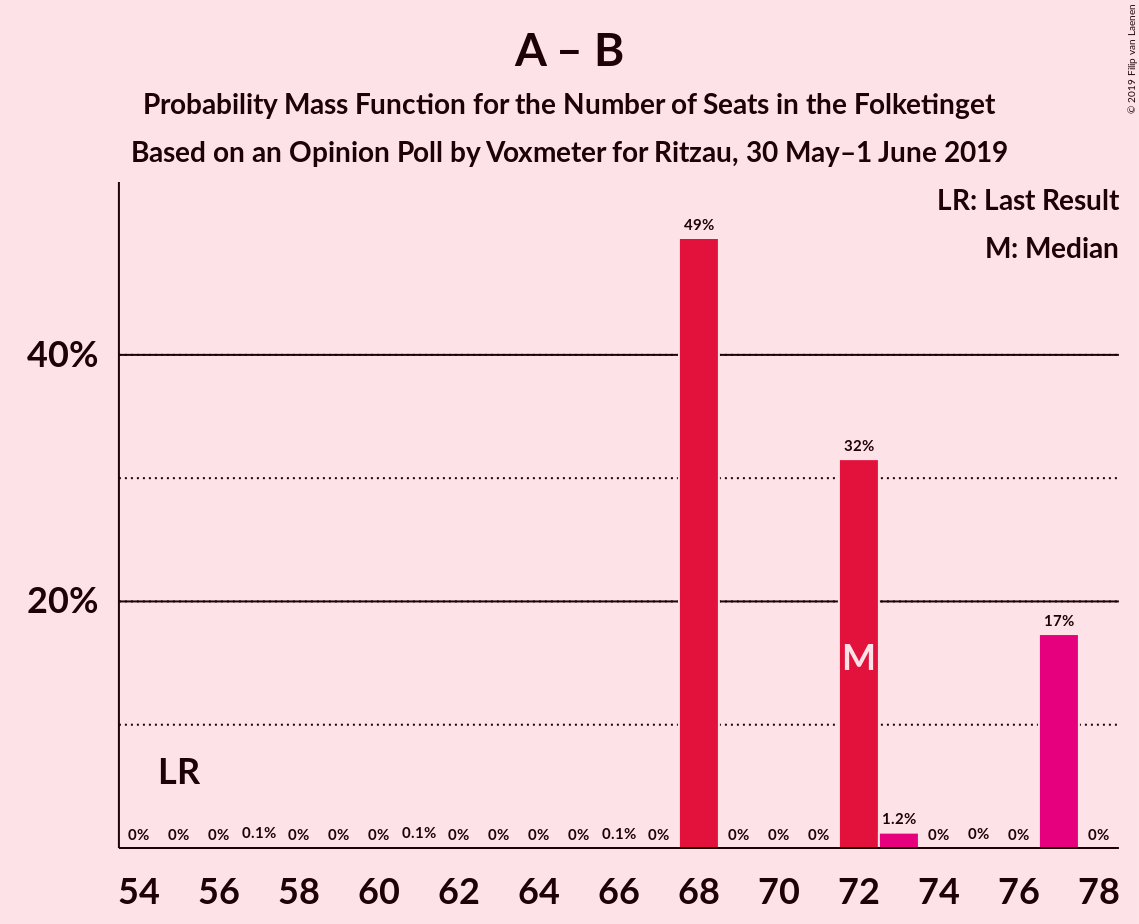 A – B
Probability Mass Function for the Number of Seats in the Folketinget
Based on an Opinion Poll by Voxmeter for Ritzau, 30 May–1 June 2019
© 2019 Filip van Laenen
LR: Last Result
M: Median
49%
40%
32%
20%
17%
M
LR
1.2%
0% 0% 0% 0.1% 0% 0% 0% 0.1% 0% 0% 0% 0% 0.1% 0% 0% 0% 0% 0% 0% 0% 0%
54 56 58 60 62 64 66 68 70 72 74 76 78